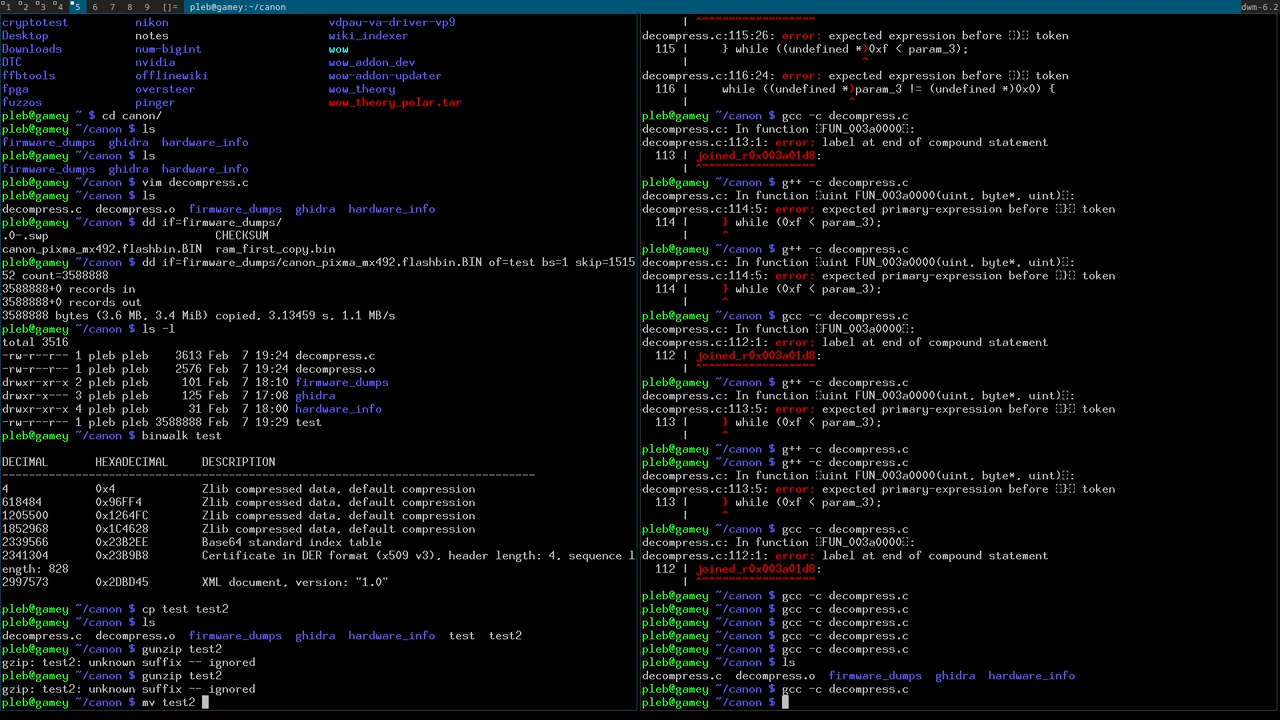 1 2 3 4 5 6 7 8 9 []= pleb@gamey:~/canon dwm-6.2
cryptotest nikon vdpau-va-driver-vp9
Desktop notes wiki_indexer
Downloads num-bigint wow
DTC nvidia wow_addon_dev
ffbtools offlinewiki wow-addon-updater
fpga oversteer wow_theory
fuzzos pinger wow_theory_polar.tar
pleb@gamey ~ $ cd canon/
pleb@gamey ~/canon $ ls
firmware_dumps ghidra hardware_info
pleb@gamey ~/canon $ ls
firmware_dumps ghidra hardware_info
pleb@gamey ~/canon $ vim decompress.c
pleb@gamey ~/canon $ ls
decompress.c decompress.o firmware_dumps ghidra hardware_info
pleb@gamey ~/canon $ dd if=firmware_dumps/
.0-.swp CHECKSUM
canon_pixma_mx492.flashbin.BIN ram_first_copy.bin
pleb@gamey ~/canon $ dd if=firmware_dumps/canon_pixma_mx492.flashbin.BIN of=test bs=1 skip=1515
52 count=3588888
3588888+0 records in
3588888+0 records out
3588888 bytes (3.6 MB, 3.4 MiB) copied, 3.13459 s, 1.1 MB/s
pleb@gamey ~/canon $ ls -l
total 3516
-rw-r--r-- 1 pleb pleb 3613 Feb 7 19:24 decompress.c
-rw-r--r-- 1 pleb pleb 2576 Feb 7 19:24 decompress.o
drwxr-xr-x 2 pleb pleb 101 Feb 7 18:10 firmware_dumps
drwxr-x--- 3 pleb pleb 125 Feb 7 17:08 ghidra
drwxr-xr-x 4 pleb pleb 31 Feb 7 18:00 hardware_info
-rw-r--r-- 1 pleb pleb 3588888 Feb 7 19:29 test
pleb@gamey ~/canon $ binwalk test
DECIMAL HEXADECIMAL DESCRIPTION
--------------------------------------------------------------------------------
4 0x4 Zlib compressed data, default compression
618484 0x96FF4 Zlib compressed data, default compression
1205500 0x1264FC Zlib compressed data, default compression
1852968 0x1C4628 Zlib compressed data, default compression
2339566 0x23B2EE Base64 standard index table
2341304 0x23B9B8 Certificate in DER format (x509 v3), header length: 4, sequence l
ength: 828
2997573 0x2DBD45 XML document, version: "1.0"
pleb@gamey ~/canon $ cp test test2
pleb@gamey ~/canon $ ls
decompress.c decompress.o firmware_dumps ghidra hardware_info test test2
pleb@gamey ~/canon $ gunzip test2
gzip: test2: unknown suffix -- ignored
pleb@gamey ~/canon $ gunzip test2
gzip: test2: unknown suffix -- ignored
pleb@gamey ~/canon $ mv test2
decompress.c:115:26: error: expected expression before ) token
115 | } while ((undefined *)0xf < param_3);
| ^
decompress.c:116:24: error: expected expression before ) token
116 | while ((undefined *)param_3 != (undefined *)0x0) {
| ^
pleb@gamey ~/canon $ gcc -c decompress.c
decompress.c: In function FUN_003a0000:
decompress.c:113:1: error: label at end of compound statement
113 | joined_r0x003a01d8:
| ^~~~~~~~~~~~~~~~~~
pleb@gamey ~/canon $ g++ -c decompress.c
decompress.c: In function uint FUN_003a0000(uint, byte*, uint):
decompress.c:114:5: error: expected primary-expression before } token
114 | } while (0xf < param_3);
| ^
pleb@gamey ~/canon $ g++ -c decompress.c
decompress.c: In function uint FUN_003a0000(uint, byte*, uint):
decompress.c:114:5: error: expected primary-expression before } token
114 | } while (0xf < param_3);
| ^
pleb@gamey ~/canon $ gcc -c decompress.c
decompress.c: In function FUN_003a0000:
decompress.c:112:1: error: label at end of compound statement
112 | joined_r0x003a01d8:
| ^~~~~~~~~~~~~~~~~~
pleb@gamey ~/canon $ g++ -c decompress.c
decompress.c: In function uint FUN_003a0000(uint, byte*, uint):
decompress.c:113:5: error: expected primary-expression before } token
113 | } while (0xf < param_3);
| ^
pleb@gamey ~/canon $ g++ -c decompress.c
pleb@gamey ~/canon $ g++ -c decompress.c
decompress.c: In function uint FUN_003a0000(uint, byte*, uint):
decompress.c:113:5: error: expected primary-expression before } token
113 | } while (0xf < param_3);
| ^
pleb@gamey ~/canon $ gcc -c decompress.c
decompress.c: In function FUN_003a0000:
decompress.c:112:1: error: label at end of compound statement
112 | joined_r0x003a01d8:
| ^~~~~~~~~~~~~~~~~~
pleb@gamey ~/canon $ gcc -c decompress.c
pleb@gamey ~/canon $ gcc -c decompress.c
pleb@gamey ~/canon $ gcc -c decompress.c
pleb@gamey ~/canon $ gcc -c decompress.c
pleb@gamey ~/canon $ gcc -c decompress.c
pleb@gamey ~/canon $ ls
decompress.c decompress.o firmware_dumps ghidra hardware_info
pleb@gamey ~/canon $ gcc -c decompress.c
pleb@gamey ~/canon $